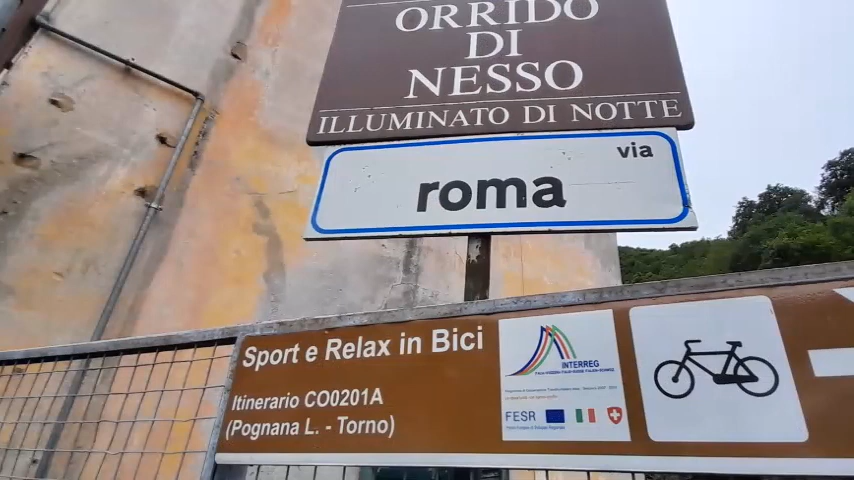 ORRIDO
DI
NESSO
ILLUMINATO DI NOTTE
via
roma
Sport e Relax in Bici
Itinerario CO0201A
(Pognana L. - Torno)
INTERREG
FESR